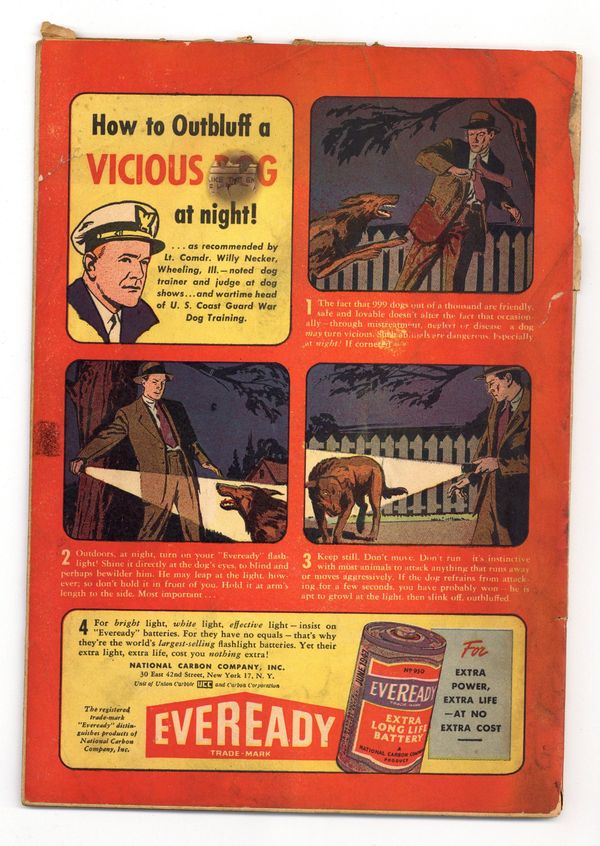 How to Outbluff a
VICIOUS DOG
at night!
...as recommended by
Lt. Comdr. Willy Necker,
Wheeling, Ill.—noted dog
trainer and judge at dog
shows...and wartime head
of U. S. Coast Guard War
Dog Training.
1 The fact that 999 dogs out of a thousand are friendly,
safe and lovable doesn't alter the fact that occasion-
ally—through mistreatment, neglect or disease a dog
may turn vicious. Such animals are dangerous. Especially
at night! If cornered
2 Outdoors, at night, turn on your "Eveready" flash-
light! Shine it directly at the dog's eyes, to blind and
perhaps bewilder him. He may leap at the light, how-
ever; so don't hold it in front of you. Hold it at arm's
length to the side. Most important...
3 Keep still. Don't move. Don't run it's instinctive
with most animals to attack anything that runs away
or moves aggressively. If the dog refrains from attack-
ing for a few seconds, you have probably won he is
apt to growl at the light, then slink off, outbluffed.
4 For bright light, white light, effective light—insist on
"Eveready" batteries. For they have no equals—that's why
they're the world's largest-selling flashlight batteries. Yet their
extra light, extra life, cost you nothing extra!
NATIONAL CARBON COMPANY, INC.
30 East 42nd Street, New York 17, N. Y.
Unit of Union Carbide UCC and Carbon Corporation
The registered
trade-mark
"Eveready" distin-
guishes products of
National Carbon
Company, Inc.
EVEREADY
TRADE-MARK
Nº 950
EVEREADY
TRADE-MARK
EXTRA
LONG LIFE
BATTERY
A
NATIONAL CARBON COMPANY
PRODUCT
For
EXTRA
POWER,
EXTRA LIFE
—AT NO
EXTRA COST